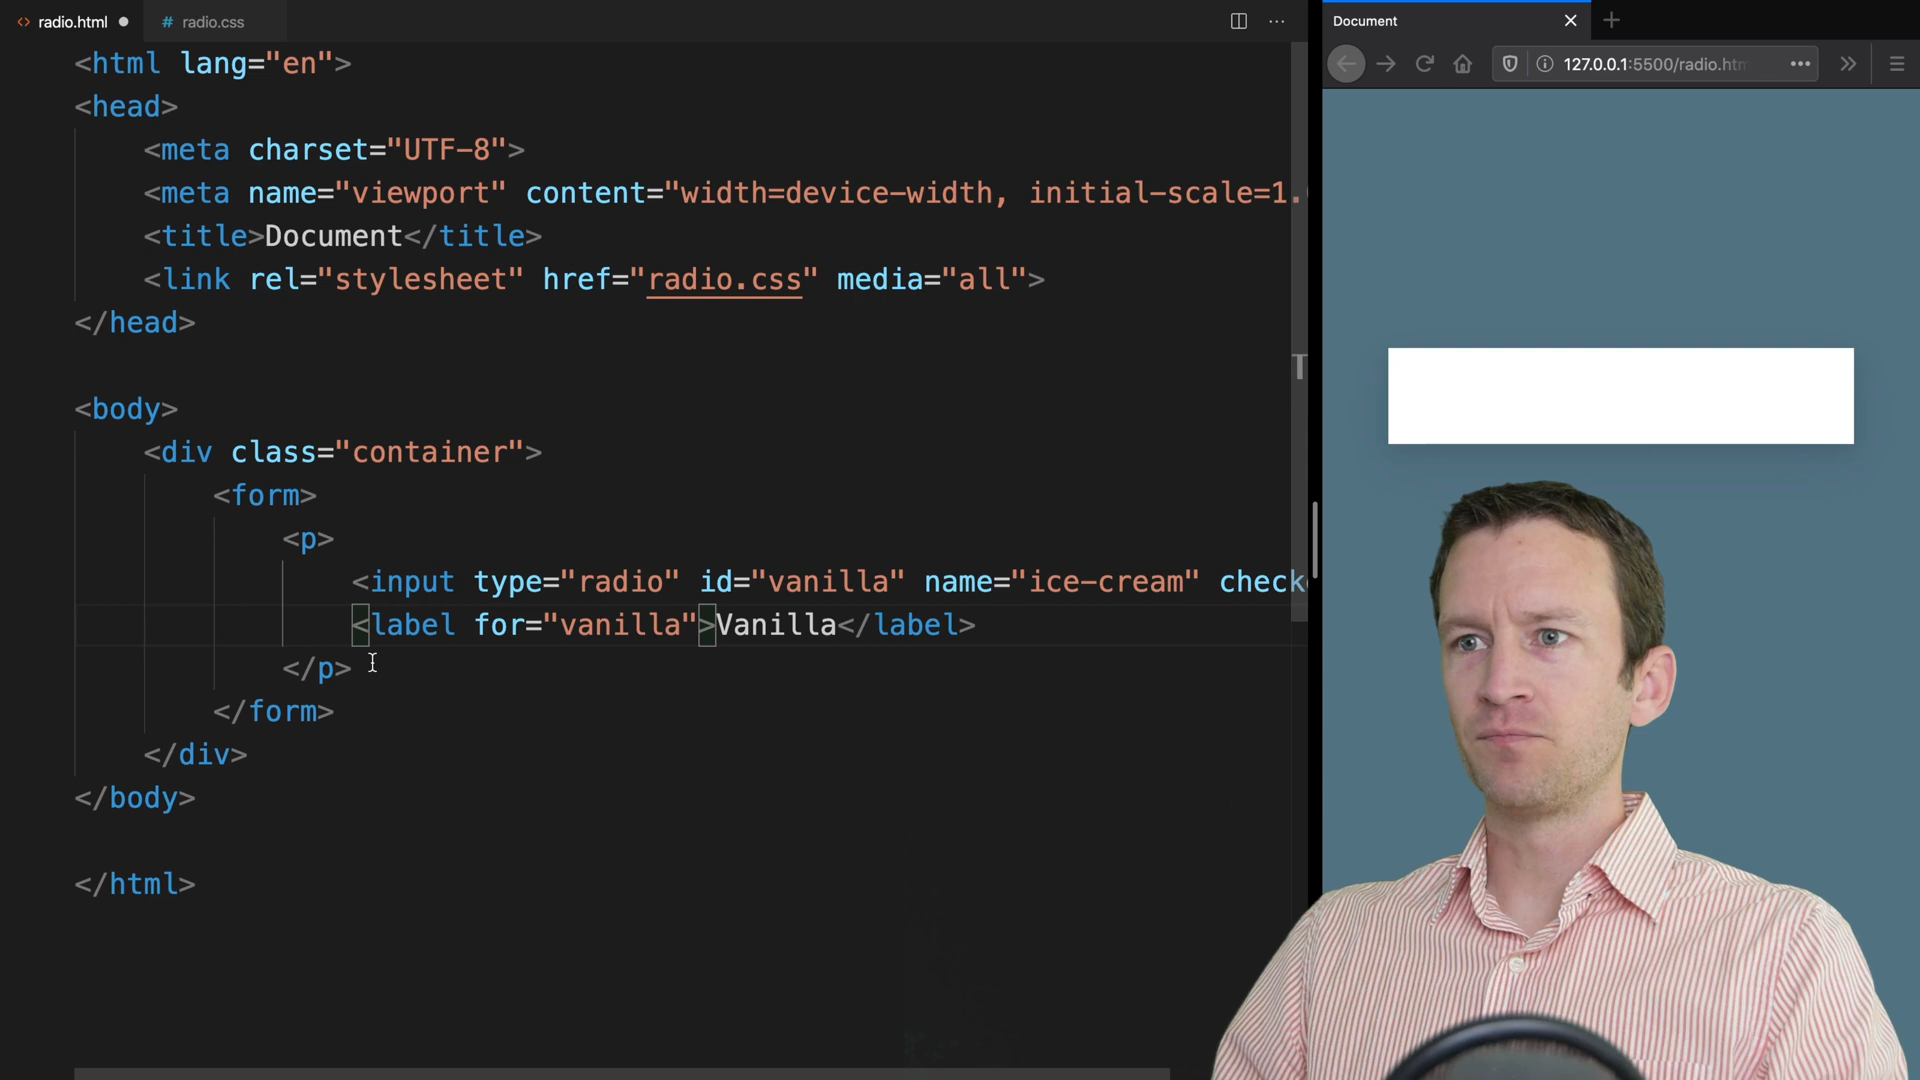 radio.html
radio.css
<html lang="en">
<head>
<meta charset="UTF-8">
<meta name="viewport" content="width=device-width, initial-scale=1.
<title>Document</title>
<link rel="stylesheet" href="radio.css" media="all">
</head>
<body>
<div class="container">
<form>
<p>
<input type="radio" id="vanilla" name="ice-cream" check
<label for="vanilla">Vanilla</label>
</p>
</form>
</div>
</body>
</html>
Document
127.0.0.1:5500/radio.htm